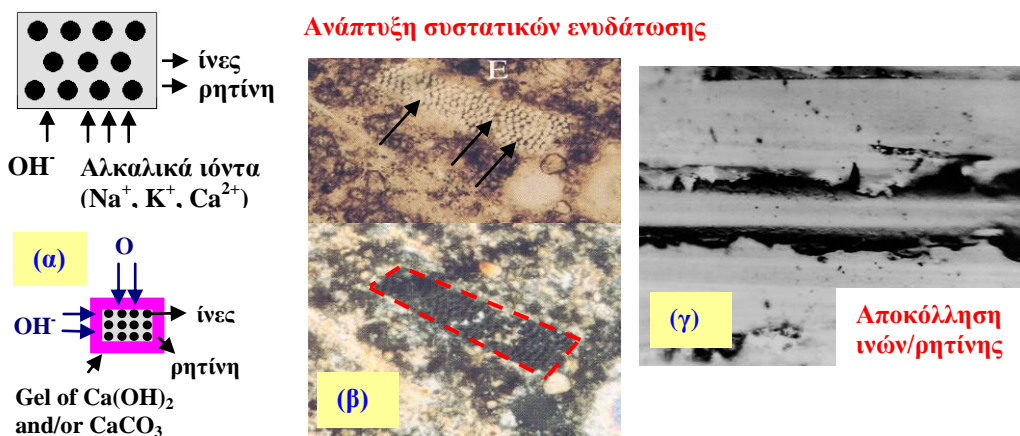 Ανάπτυξη συστατικών ενυδάτωσης
ίνες
ρητίνη
OH⁻
Αλκαλικά ιόντα
(Na⁺, K⁺, Ca²⁺)
(α)
O
OH⁻
ίνες
ρητίνη
Gel of Ca(OH)₂
and/or CaCO₃
E
(β)
(γ)
Αποκόλληση
ινών/ρητίνης